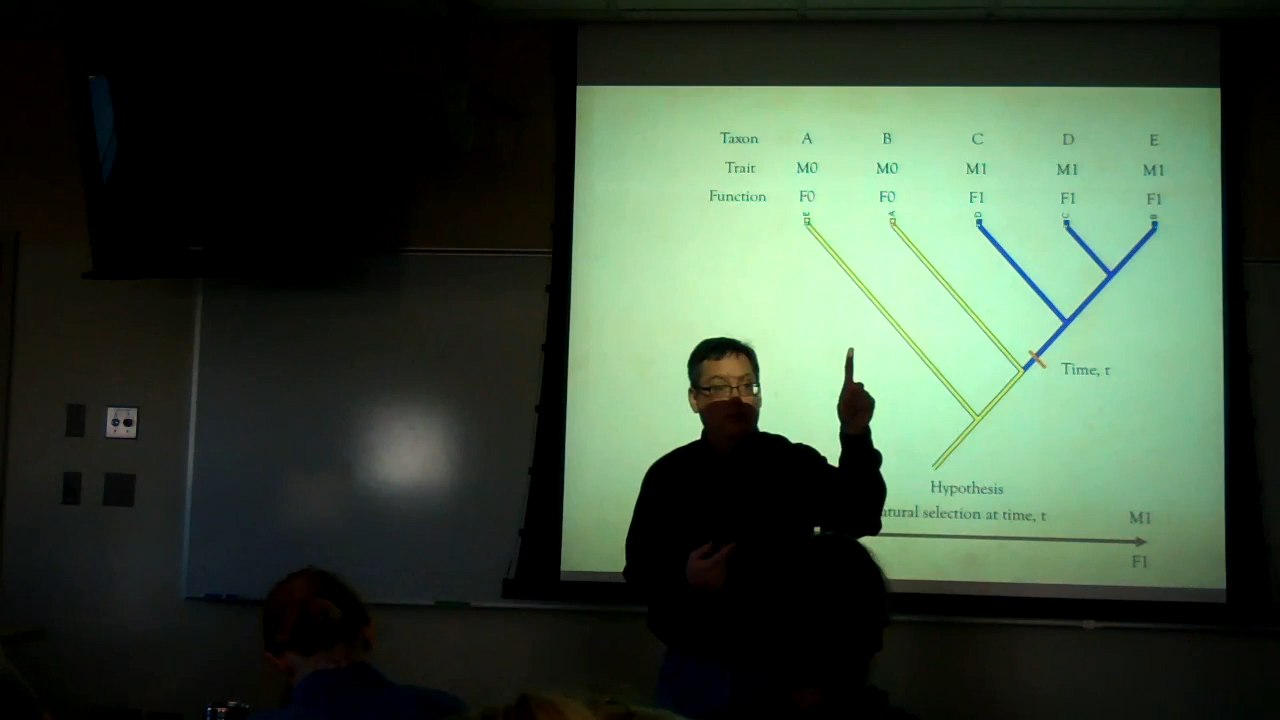 Taxon A B C D E
Trait M0 M0 M1 M1 M1
Function F0 F0 F1 F1 F1
E A D C B
Time, t
Hypothesis
selection at time, t M1
F1